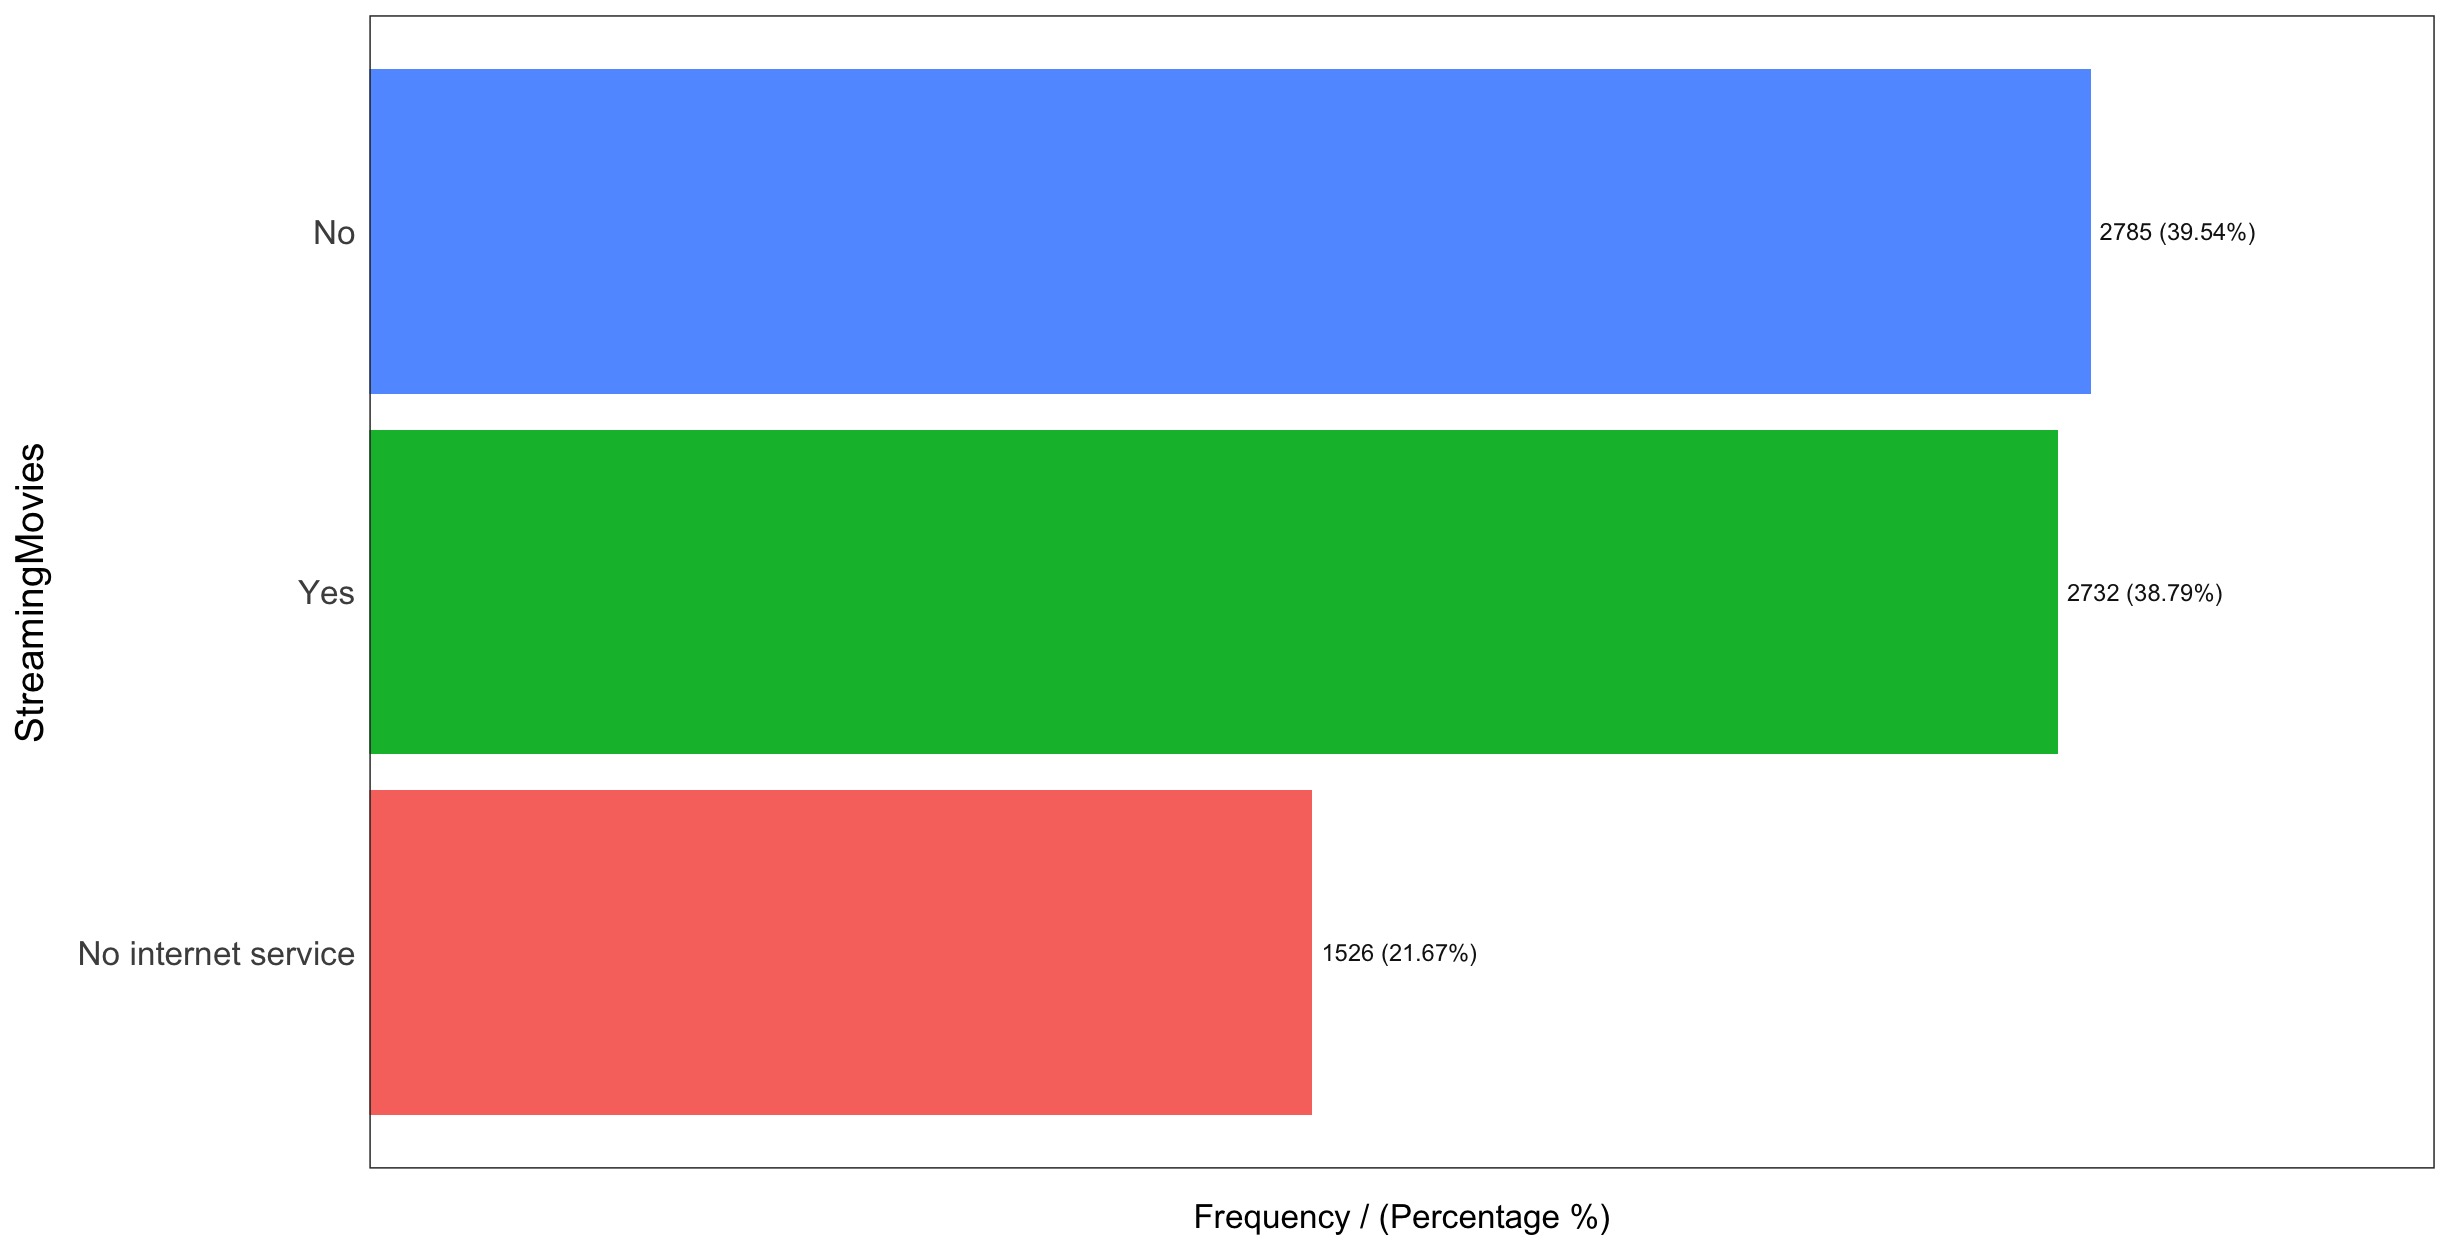 StreamingMovies
No
2785 (39.54%)
Yes
2732 (38.79%)
No internet service
1526 (21.67%)
Frequency / (Percentage %)